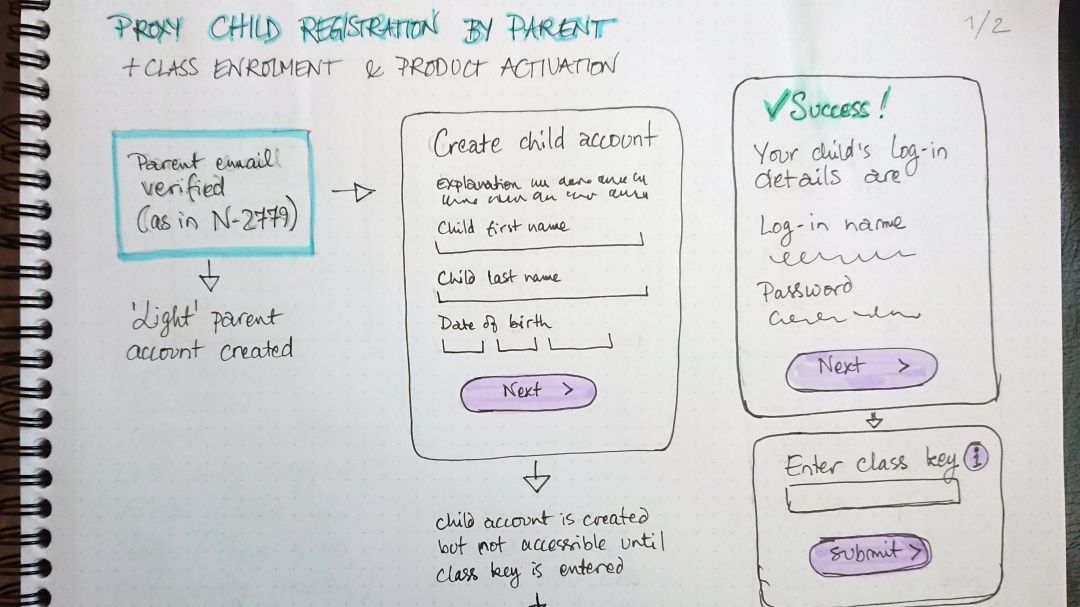 PROXY CHILD REGISTRATION BY PARENT
1/2
+ CLASS ENROLMENT & PRODUCT ACTIVATION
Parent email
verified
(as in N-2779)
'Light' parent
account created
Create child account
Explanation
Child first name
Child last name
Date of birth
Next >
child account is created
but not accessible until
class key is entered
✓ Success!
Your child's Log-in
details are
Log-in name
Password
Next >
Enter class key i
Submit >